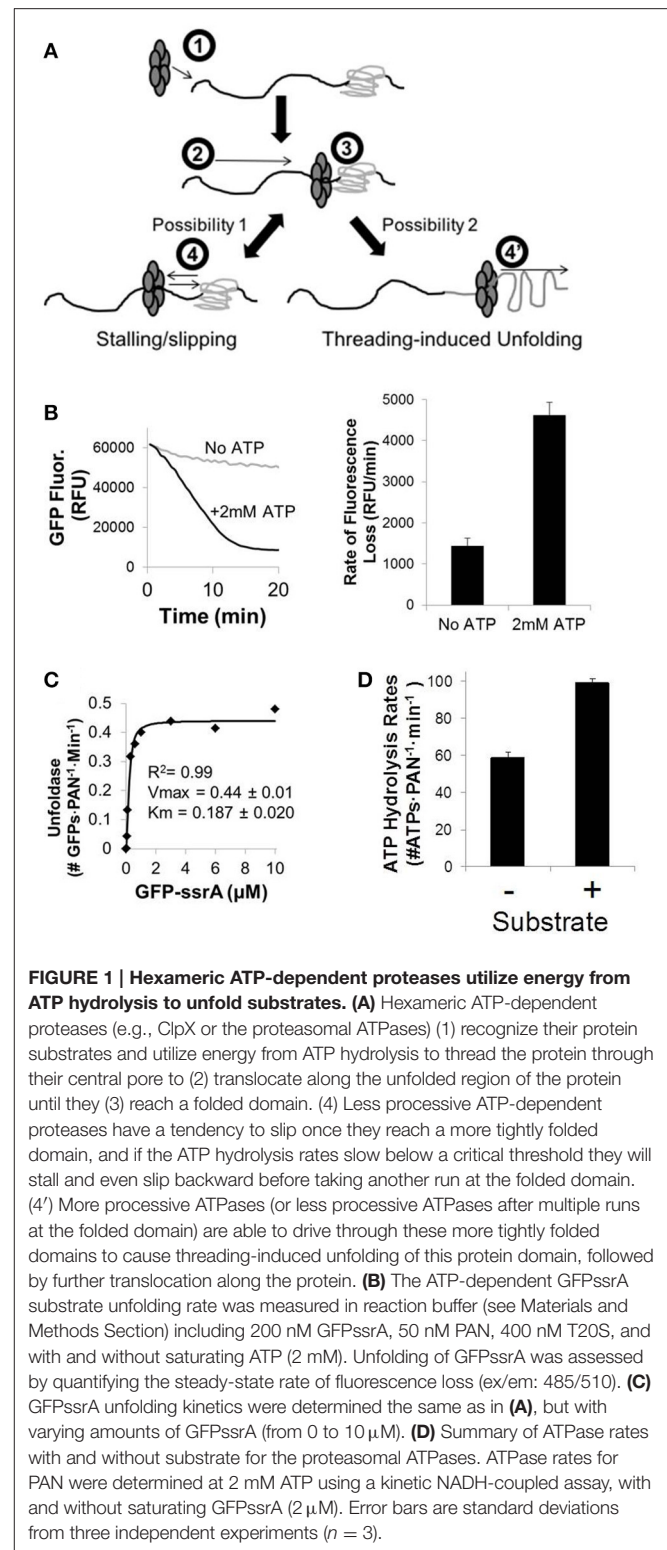 A
1
2
3
Possibility 1
Possibility 2
4
4'
Stalling/slipping
Threading-induced Unfolding
B
GFP Fluor.
(RFU)
80000
60000
40000
20000
0
No ATP
+2mM ATP
0
10
20
Time (min)
Rate of Fluorescence
Loss (RFU/min)
5000
4000
3000
2000
1000
0
No ATP
2mM ATP
C
Unfoldase
(# GFPs·PAN⁻¹·Min⁻¹)
0.5
0.4
0.3
0.2
0.1
0
R²= 0.99
Vmax = 0.44 ± 0.01
Km = 0.187 ± 0.020
0
2
4
6
8
10
GFP-ssrA (µM)
D
ATP Hydrolysis Rates
(#ATPs·PAN⁻¹·min⁻¹ )
100
80
60
40
20
0
-
+
Substrate
FIGURE 1 | Hexameric ATP-dependent proteases utilize energy from
ATP hydrolysis to unfold substrates. (A) Hexameric ATP-dependent
proteases (e.g., ClpX or the proteasomal ATPases) (1) recognize their protein
substrates and utilize energy from ATP hydrolysis to thread the protein through
their central pore to (2) translocate along the unfolded region of the protein
until they (3) reach a folded domain. (4) Less processive ATP-dependent
proteases have a tendency to slip once they reach a more tightly folded
domain, and if the ATP hydrolysis rates slow below a critical threshold they will
stall and even slip backward before taking another run at the folded domain.
(4′) More processive ATPases (or less processive ATPases after multiple runs
at the folded domain) are able to drive through these more tightly folded
domains to cause threading-induced unfolding of this protein domain, followed
by further translocation along the protein. (B) The ATP-dependent GFPssrA
substrate unfolding rate was measured in reaction buffer (see Materials and
Methods Section) including 200 nM GFPssrA, 50 nM PAN, 400 nM T20S, and
with and without saturating ATP (2 mM). Unfolding of GFPssrA was assessed
by quantifying the steady-state rate of fluorescence loss (ex/em: 485/510). (C)
GFPssrA unfolding kinetics were determined the same as in (A), but with
varying amounts of GFPssrA (from 0 to 10 µM). (D) Summary of ATPase rates
with and without substrate for the proteasomal ATPases. ATPase rates for
PAN were determined at 2 mM ATP using a kinetic NADH-coupled assay, with
and without saturating GFPssrA (2 µM). Error bars are standard deviations
from three independent experiments (n = 3).